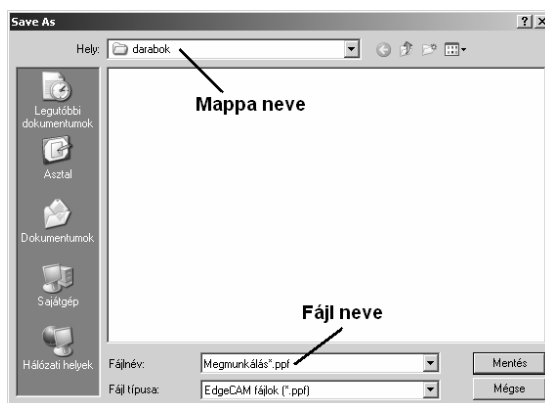 Save As
Hely:
darabok
Mappa neve
Legutóbbi
dokumentumok
Asztal
Dokumentumok
Sajátgép
Hálózati helyek
Fájl neve
Fájlnév:
Megmunkálás*.ppf
Mentés
Fájl típusa:
EdgeCAM fájlok (*.ppf)
Mégse